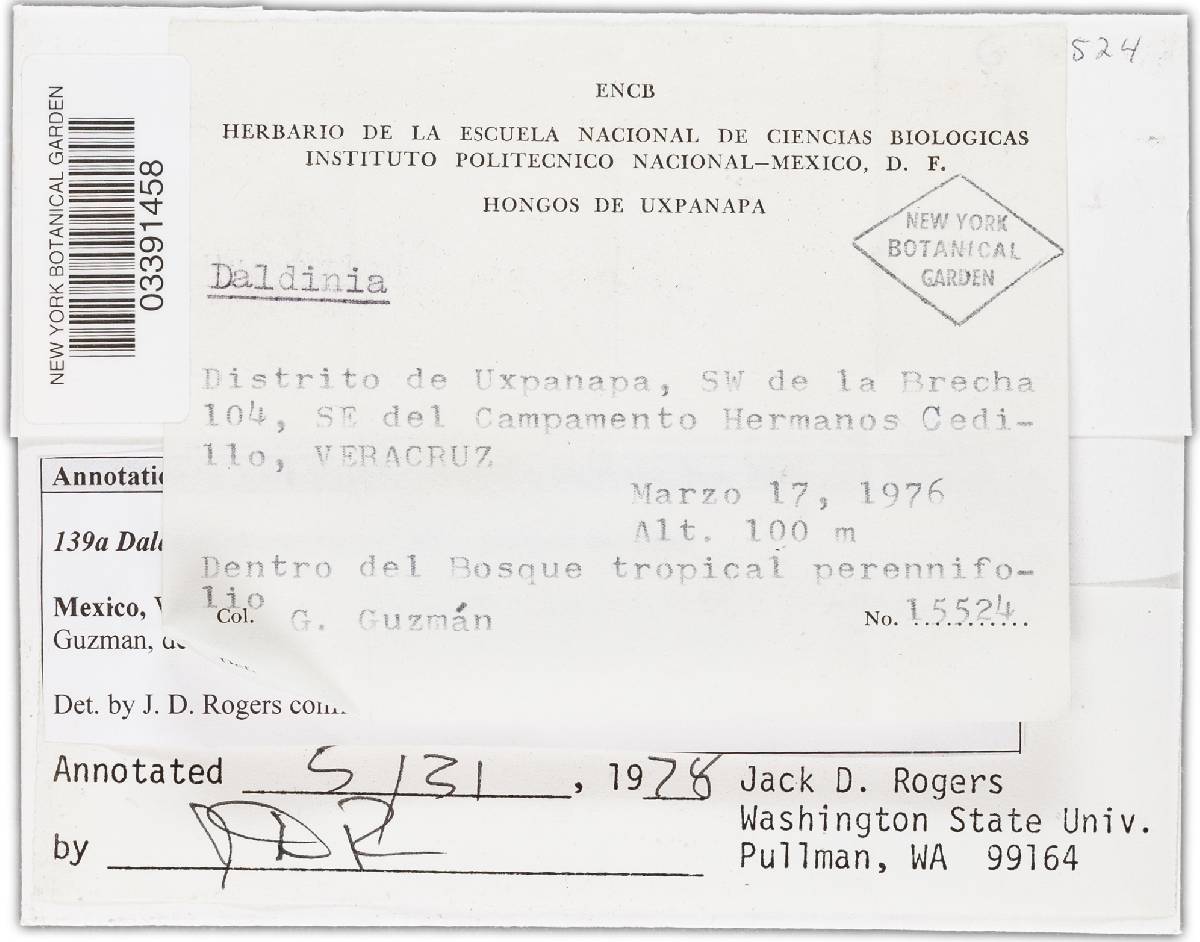 524
NEW YORK BOTANICAL GARDEN
03391458
ENCB
HERBARIO DE LA ESCUELA NACIONAL DE CIENCIAS BIOLOGICAS
INSTITUTO POLITECNICO NACIONAL—MEXICO, D. F.
HONGOS DE UXPANAPA
NEW YORK
BOTANICAL
GARDEN
Daldinia
Distrito de Uxpanapa, SW de la Brecha
104, SE del Campamento Hermanos Cedi-
llo, VERACRUZ
Marzo 17, 1976
Alt. 100 m
Dentro del Bosque tropical perennifo-
lio
Col. G. Guzmán
No. 15524
139a
Mexico,
Guzman,
Det. by J. D. Rogers
Annotated 5/31, 1978
by JDR
Jack D. Rogers
Washington State Univ.
Pullman, WA 99164